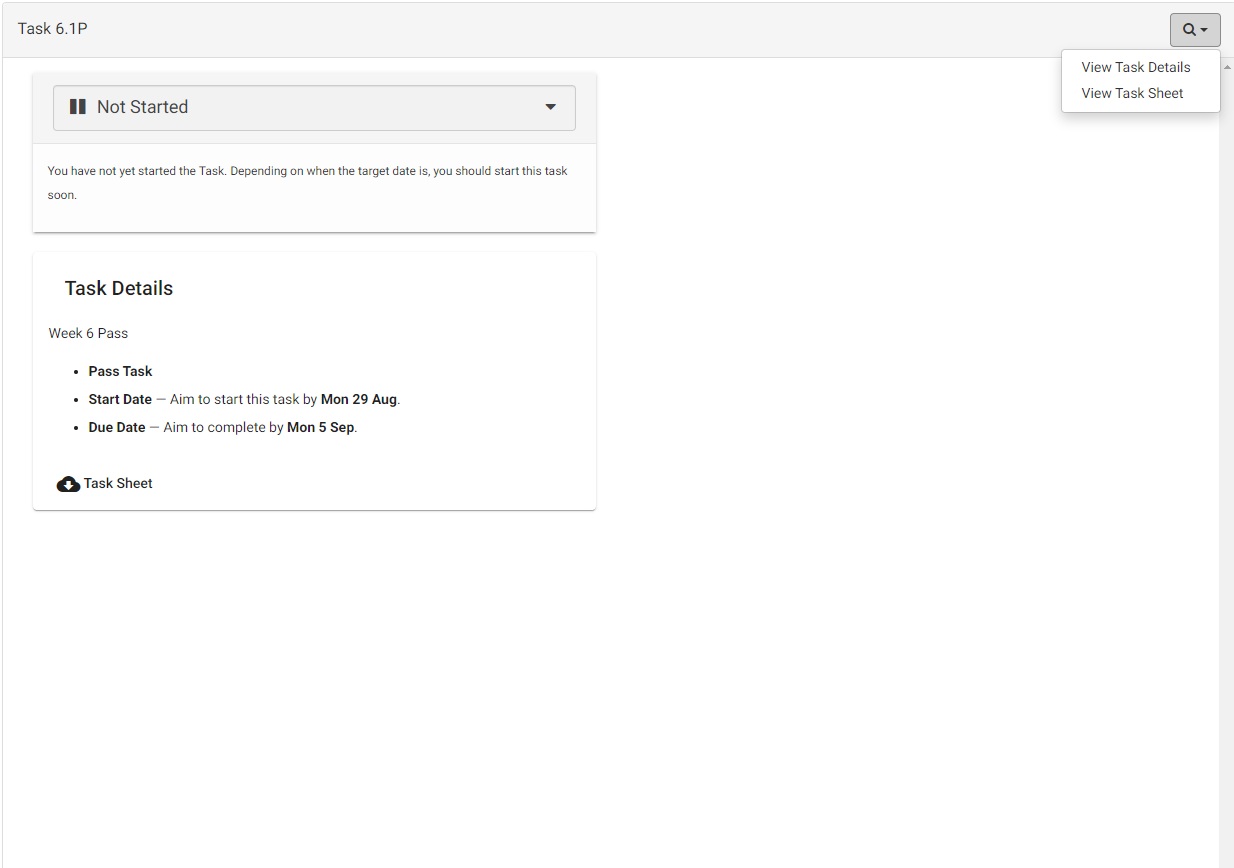 Task 6.1P
View Task Details
View Task Sheet
Not Started
You have not yet started the Task. Depending on when the target date is, you should start this task
soon.
Task Details
Week 6 Pass
Pass Task
Start Date — Aim to start this task by Mon 29 Aug.
Due Date — Aim to complete by Mon 5 Sep.
Task Sheet